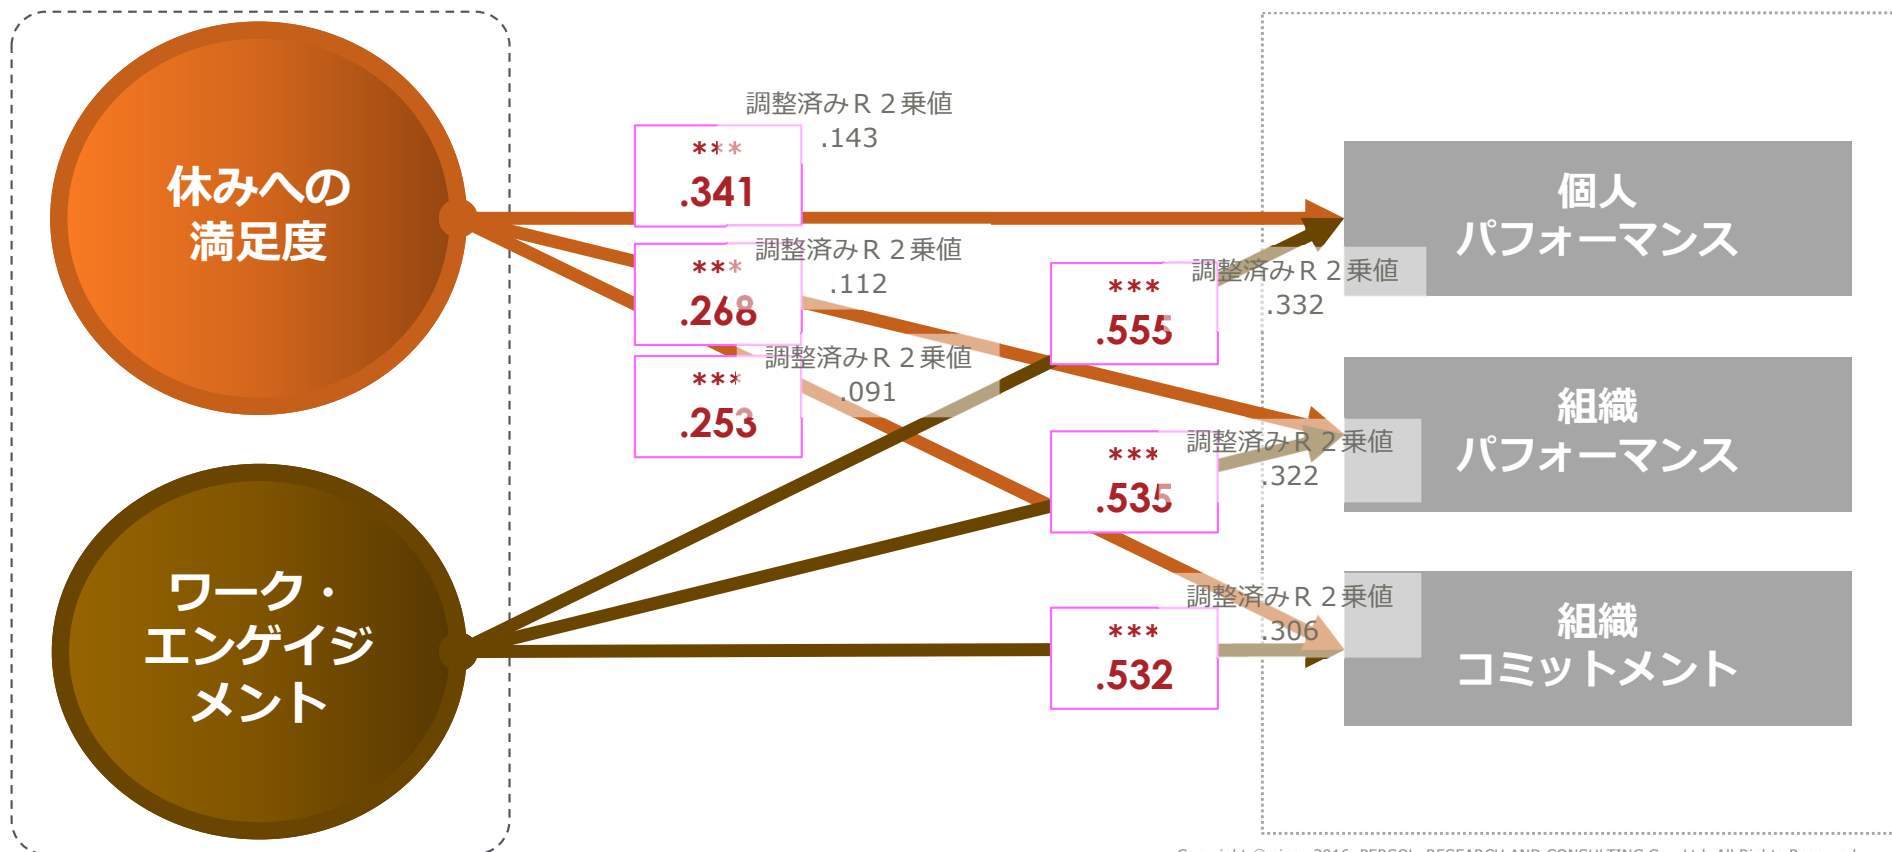 休みへの
満足度
ワーク・
エンゲイジ
メント
調整済みR２乗値
.143
***
.341
調整済みR２乗値
.112
***
.268
調整済みR２乗値
.091
***
.253
調整済みR２乗値
.332
***
.555
調整済みR２乗値
.322
***
.535
調整済みR２乗値
.306
***
.532
個人
パフォーマンス
組織
パフォーマンス
組織
コミットメント